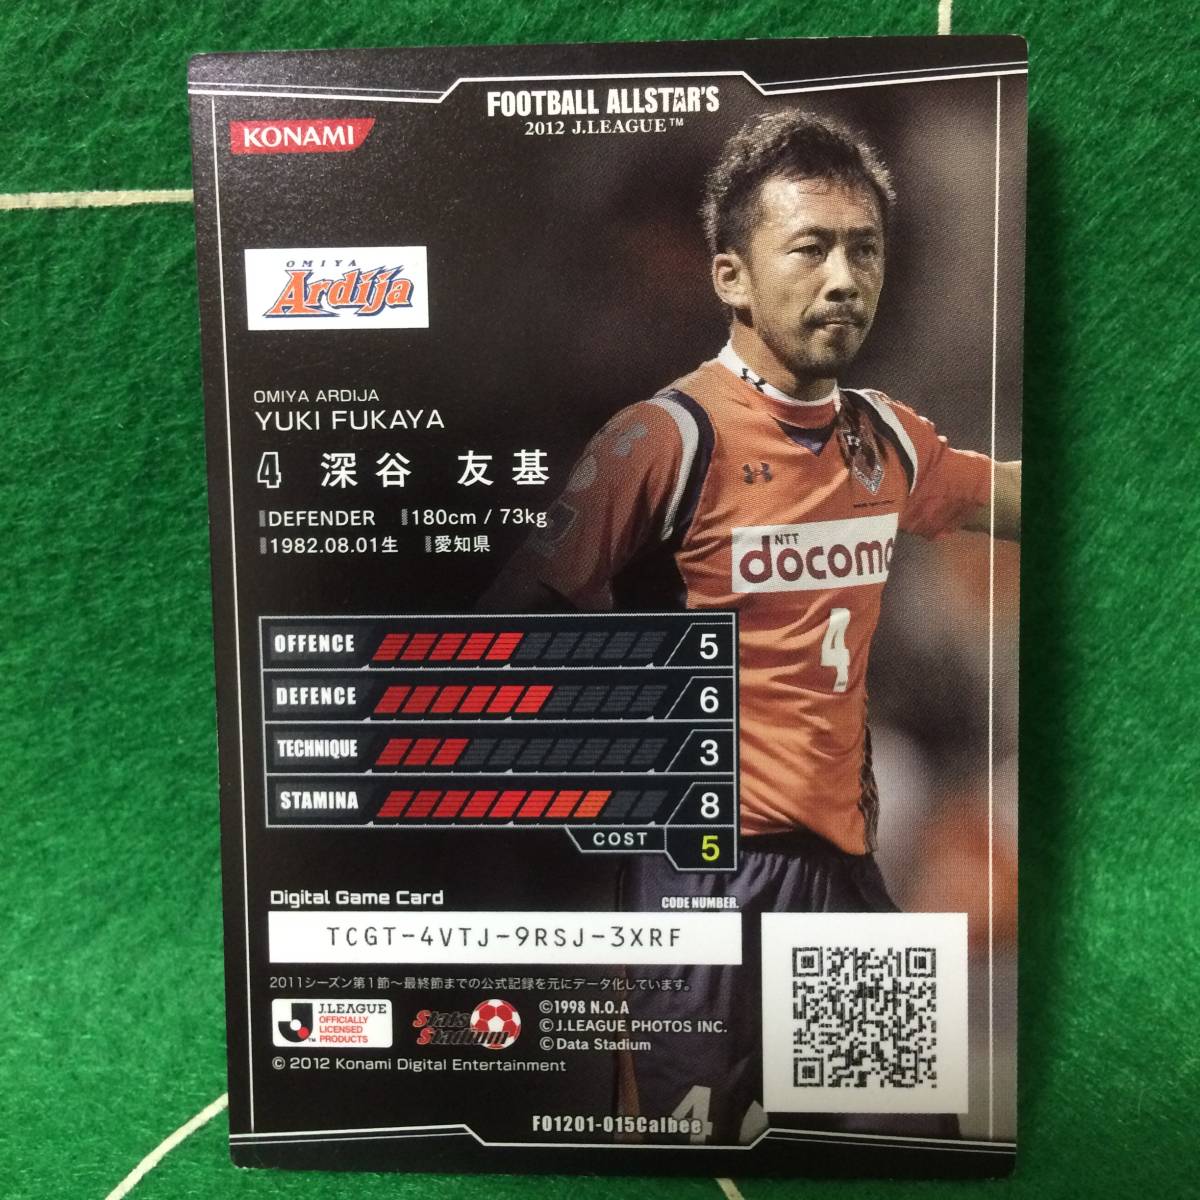 FOOTBALL ALLSTAR'S
2012 J.LEAGUE™
KONAMI
OMIYA
Ardija
OMIYA ARDIJA
YUKI FUKAYA
4 深谷 友基
DEFENDER 180cm / 73kg
1982.08.01生 愛知県
NTT
docomo
4
OFFENCE 5
DEFENCE 6
TECHNIQUE 3
STAMINA 8
COST 5
Digital Game Card CODE NUMBER.
TCGT-4VTJ-9RSJ-3XRF
2011シーズン第1節～最終節までの公式記録を元にデータ化しています。
J.LEAGUE
OFFICIALLY
LICENSED
PRODUCTS
TM
Stats
Stadium
©1998 N.O.A
©J.LEAGUE PHOTOS INC.
©Data Stadium
© 2012 Konami Digital Entertainment
4
FO1201-015Calbee